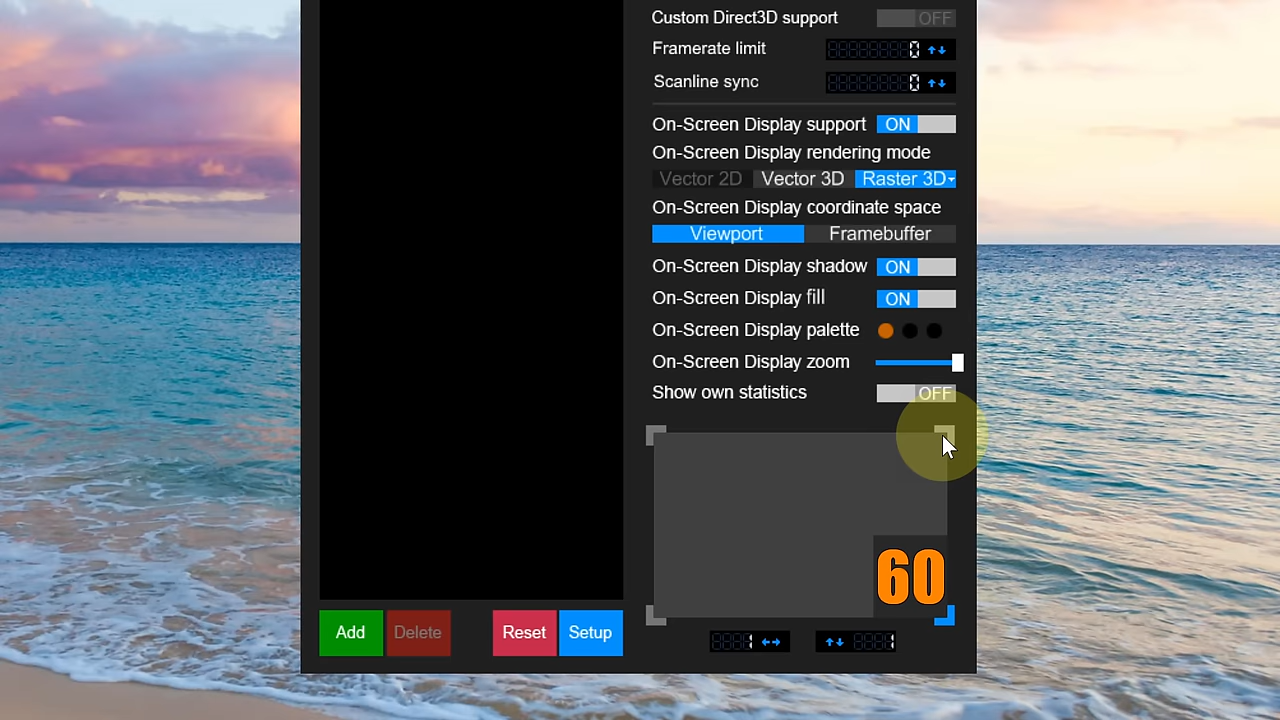 Custom Direct3D support OFF
Framerate limit 0
Scanline sync 0
On-Screen Display support ON
On-Screen Display rendering mode
Vector 2D Vector 3D Raster 3D
On-Screen Display coordinate space
Viewport Framebuffer
On-Screen Display shadow ON
On-Screen Display fill ON
On-Screen Display palette
On-Screen Display zoom
Show own statistics OFF
60
Add Delete Reset Setup